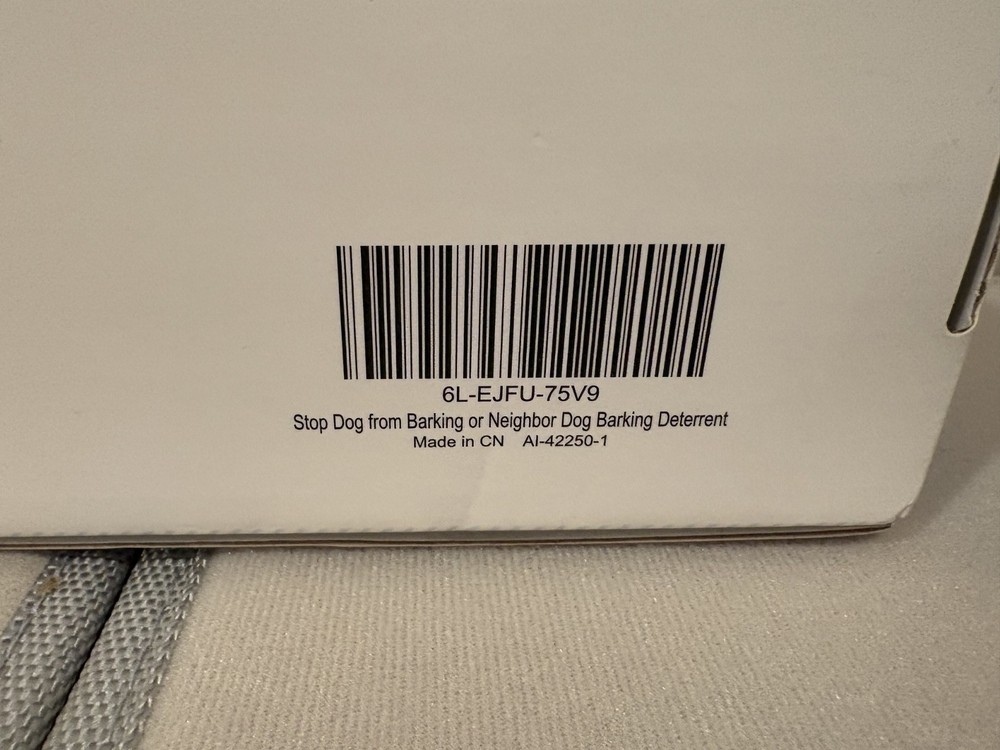 6L-EJFU-75V9
Stop Dog from Barking or Neighbor Dog Barking Deterrent
Made in CN AI-42250-1